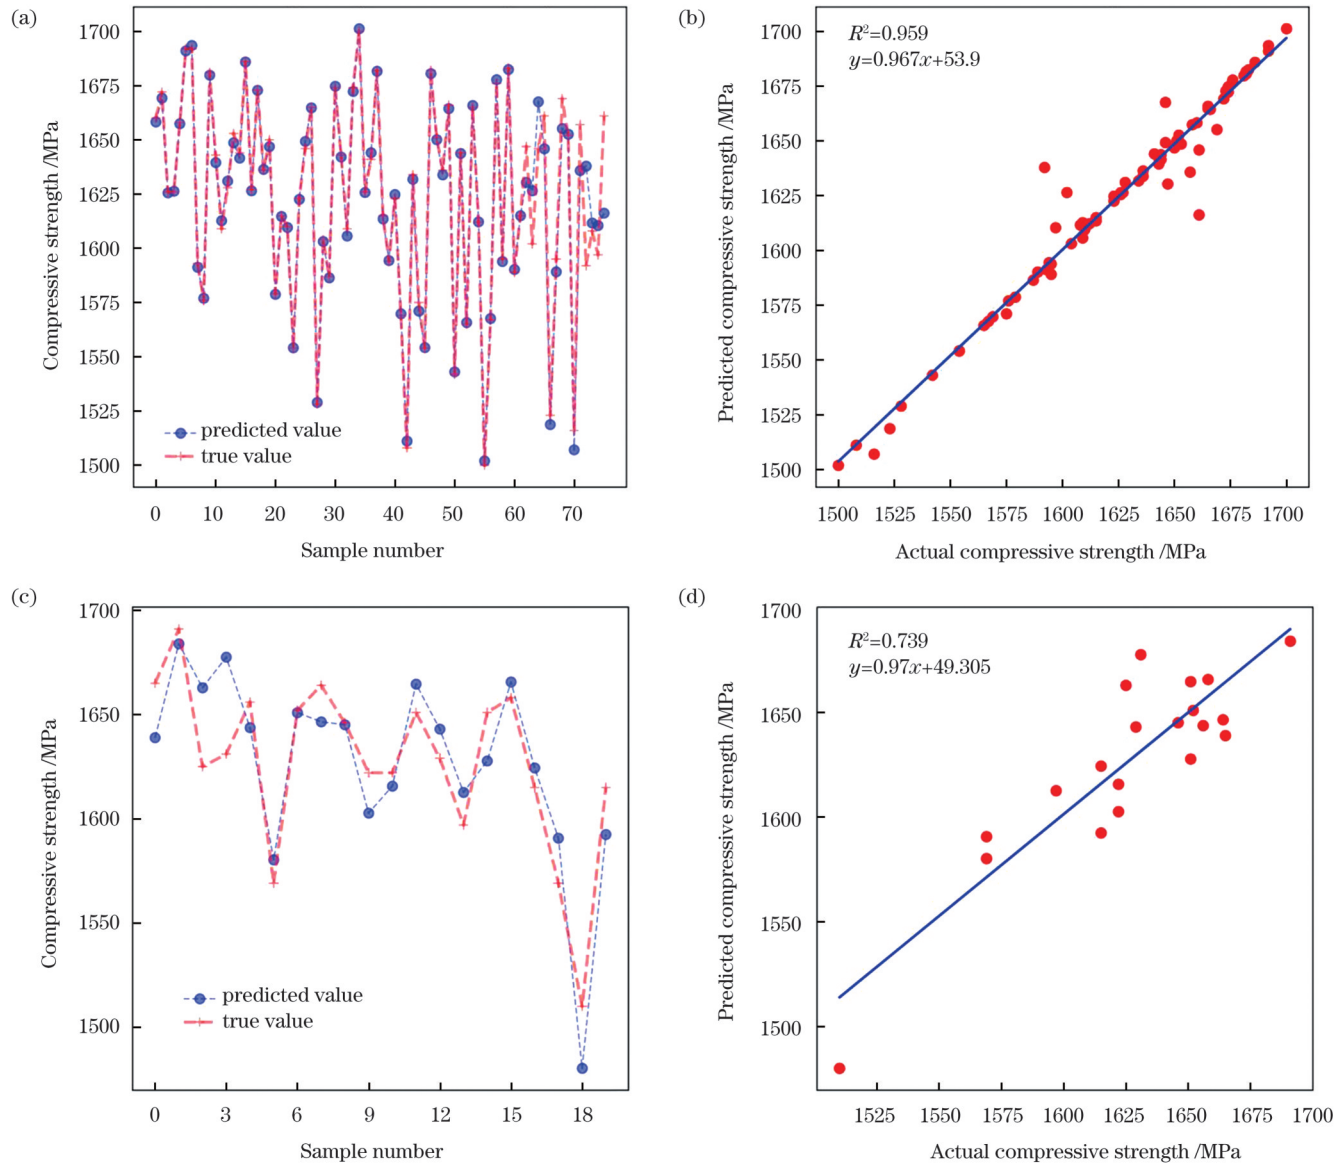 (a)
1700
1675
1650
1625
1600
1575
1550
1525
1500
Compressive strength /MPa
predicted value
true value
0 10 20 30 40 50 60 70
Sample number
(b)
1700
1675
1650
1625
1600
1575
1550
1525
1500
Predicted compressive strength /MPa
R²=0.959
y=0.967x+53.9
1500 1525 1550 1575 1600 1625 1650 1675 1700
Actual compressive strength /MPa
(c)
1700
1650
1600
1550
1500
Compressive strength /MPa
predicted value
true value
0 3 6 9 12 15 18
Sample number
(d)
1700
1650
1600
1550
1500
Predicted compressive strength /MPa
R²=0.739
y=0.97x+49.305
1525 1550 1575 1600 1625 1650 1675 1700
Actual compressive strength /MPa